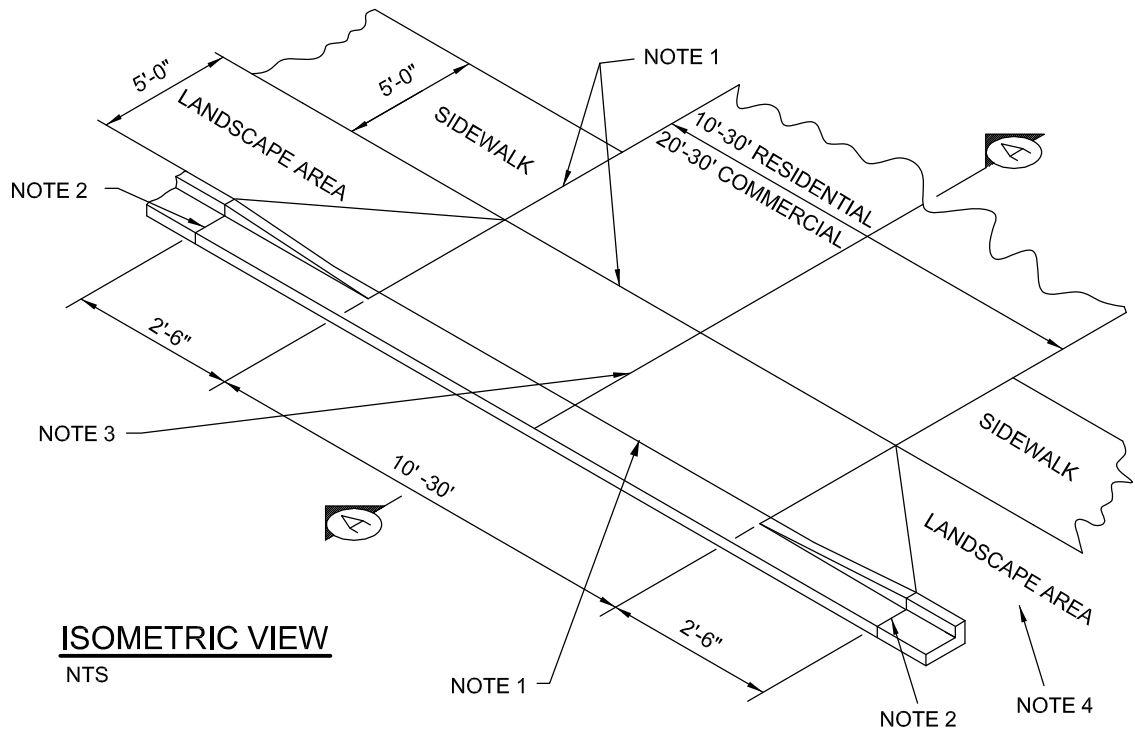 NOTE 1
5'-0"
5'-0"
LANDSCAPE AREA
SIDEWALK
10'-30' RESIDENTIAL
20'-30' COMMERCIAL
A
NOTE 2
2'-6"
NOTE 3
10' -30'
SIDEWALK
A
LANDSCAPE AREA
ISOMETRIC VIEW
NTS
2'-6"
NOTE 1
NOTE 2
NOTE 4